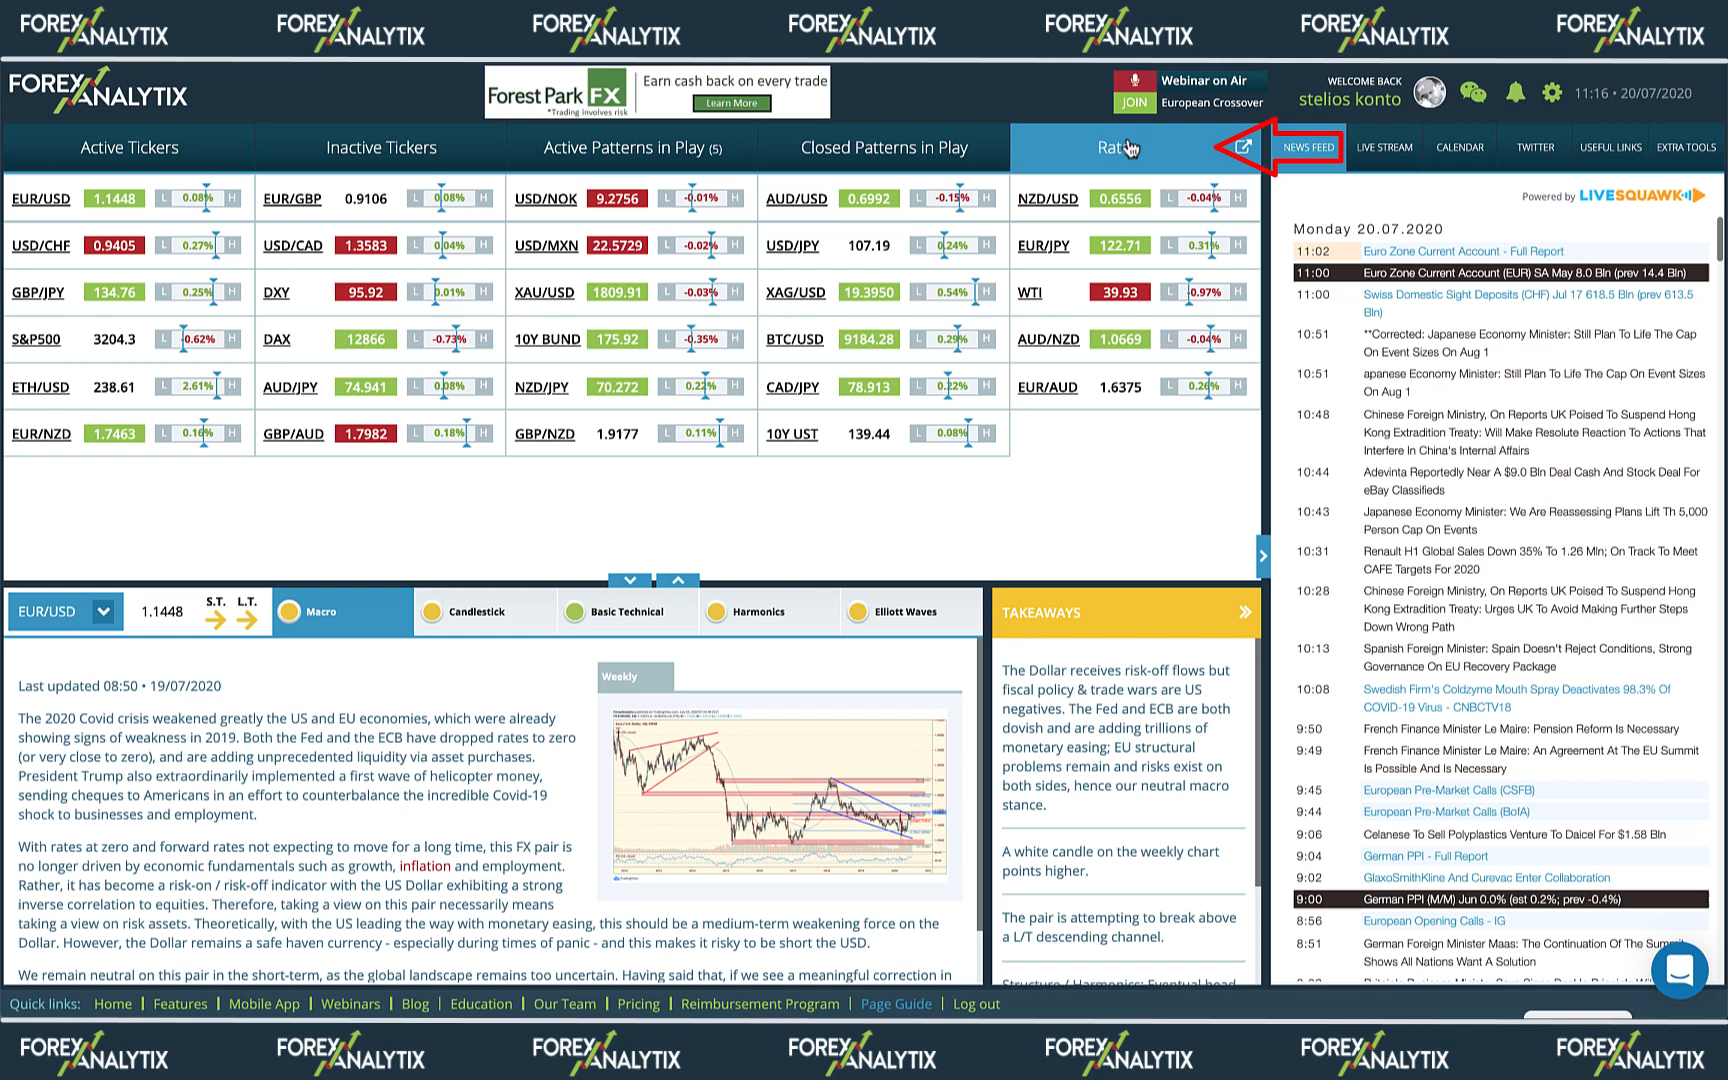 FOREX ANALYTIX FOREX ANALYTIX FOREX ANALYTIX FOREX ANALYTIX FOREX ANALYTIX FOREX ANALYTIX FOREX ANALYTIX
FOREX ANALYTIX
Forest Park FX
*Trading involves risk
Earn cash back on every trade
Learn More
Webinar on Air
JOIN European Crossover
WELCOME BACK
stelios konto
11:16 • 20/07/2020
Active Tickers
Inactive Tickers
Active Patterns in Play (5)
Closed Patterns in Play
Rat
NEWS FEED
LIVE STREAM
CALENDAR
TWITTER
USEFUL LINKS
EXTRA TOOLS
EUR/USD 1.1448 L 0.08% H
EUR/GBP 0.9106 L 0.08% H
USD/NOK 9.2756 L -0.01% H
AUD/USD 0.6992 L -0.15% H
NZD/USD 0.6556 L -0.04% H
USD/CHF 0.9405 L 0.27% H
USD/CAD 1.3583 L 0.04% H
USD/MXN 22.5729 L -0.02% H
USD/JPY 107.19 L 0.24% H
EUR/JPY 122.71 L 0.31% H
GBP/JPY 134.76 L 0.25% H
DXY 95.92 L 0.01% H
XAU/USD 1809.91 L -0.03% H
XAG/USD 19.3950 L 0.54% H
WTI 39.93 L -0.97% H
S&P500 3204.3 L -0.62% H
DAX 12866 L -0.73% H
10Y BUND 175.92 L -0.35% H
BTC/USD 9184.28 L 0.29% H
AUD/NZD 1.0669 L -0.04% H
ETH/USD 238.61 L 2.61% H
AUD/JPY 74.941 L 0.08% H
NZD/JPY 70.272 L 0.22% H
CAD/JPY 78.913 L 0.22% H
EUR/AUD 1.6375 L 0.26% H
EUR/NZD 1.7463 L 0.16% H
GBP/AUD 1.7982 L 0.18% H
GBP/NZD 1.9177 L 0.11% H
10Y UST 139.44 L 0.08% H
EUR/USD
1.1448
S.T. L.T.
Macro
Candlestick
Basic Technical
Harmonics
Elliott Waves
Last updated 08:50 • 19/07/2020
The 2020 Covid crisis weakened greatly the US and EU economies, which were already
showing signs of weakness in 2019. Both the Fed and the ECB have dropped rates to zero
(or very close to zero), and are adding unprecedented liquidity via asset purchases.
President Trump also extraordinarily implemented a first wave of helicopter money,
sending cheques to Americans in an effort to counterbalance the incredible Covid-19
shock to businesses and employment.
With rates at zero and forward rates not expecting to move for a long time, this FX pair is
no longer driven by economic fundamentals such as growth, inflation and employment.
Rather, it has become a risk-on / risk-off indicator with the US Dollar exhibiting a strong
inverse correlation to equities. Therefore, taking a view on this pair necessarily means
taking a view on risk assets. Theoretically, with the US leading the way with monetary easing, this should be a medium-term weakening force on the
Dollar. However, the Dollar remains a safe haven currency - especially during times of panic - and this makes it risky to be short the USD.
We remain neutral on this pair in the short-term, as the global landscape remains too uncertain. Having said that, if we see a meaningful correction in
Weekly
TAKEAWAYS
The Dollar receives risk-off flows but
fiscal policy & trade wars are US
negatives. The Fed and ECB are both
dovish and are adding trillions of
monetary easing; EU structural
problems remain and risks exist on
both sides, hence our neutral macro
stance.
A white candle on the weekly chart
points higher.
The pair is attempting to break above
a L/T descending channel.
Powered by LIVESQUAWK
Monday 20.07.2020
11:02 Euro Zone Current Account - Full Report
11:00 Euro Zone Current Account (EUR) SA May 8.0 Bln (prev 14.4 Bln)
11:00 Swiss Domestic Sight Deposits (CHF) Jul 17 618.5 Bln (prev 613.5
Bln)
10:51 **Corrected: Japanese Economy Minister: Still Plan To Life The Cap
On Event Sizes On Aug 1
10:51 apanese Economy Minister: Still Plan To Life The Cap On Event Sizes
On Aug 1
10:48 Chinese Foreign Ministry, On Reports UK Poised To Suspend Hong
Kong Extradition Treaty: Will Make Resolute Reaction To Actions That
Interfere In China's Internal Affairs
10:44 Adevinta Reportedly Near A $9.0 Bln Deal Cash And Stock Deal For
eBay Classifieds
10:43 Japanese Economy Minister: We Are Reassessing Plans Lift Th 5,000
Person Cap On Events
10:31 Renault H1 Global Sales Down 35% To 1.26 Mln; On Track To Meet
CAFE Targets For 2020
10:28 Chinese Foreign Ministry, On Reports UK Poised To Suspend Hong
Kong Extradition Treaty: Urges UK To Avoid Making Further Steps
Down Wrong Path
10:13 Spanish Foreign Minister: Spain Doesn't Reject Conditions, Strong
Governance On EU Recovery Package
10:08 Swedish Firm's Coldzyme Mouth Spray Deactivates 98.3% Of
COVID-19 Virus - CNBCTV18
9:50 French Finance Minister Le Maire: Pension Reform Is Necessary
9:49 French Finance Minister Le Maire: An Agreement At The EU Summit
Is Possible And Is Necessary
9:45 European Pre-Market Calls (CSFB)
9:44 European Pre-Market Calls (BofA)
9:06 Celanese To Sell Polyplastics Venture To Daicel For $1.58 Bln
9:04 German PPI - Full Report
9:02 GlaxoSmithKline And Curevac Enter Collaboration
9:00 German PPI (M/M) Jun 0.0% (est 0.2%; prev -0.4%)
8:56 European Opening Calls - IG
8:51 German Foreign Minister Maas: The Continuation Of The Summit
Shows All Nations Want A Solution
Quick links: Home | Features | Mobile App | Webinars | Blog | Education | Our Team | Pricing | Reimbursement Program | Page Guide | Log out
FOREX ANALYTIX FOREX ANALYTIX FOREX ANALYTIX FOREX ANALYTIX FOREX ANALYTIX FOREX ANALYTIX FOREX ANALYTIX